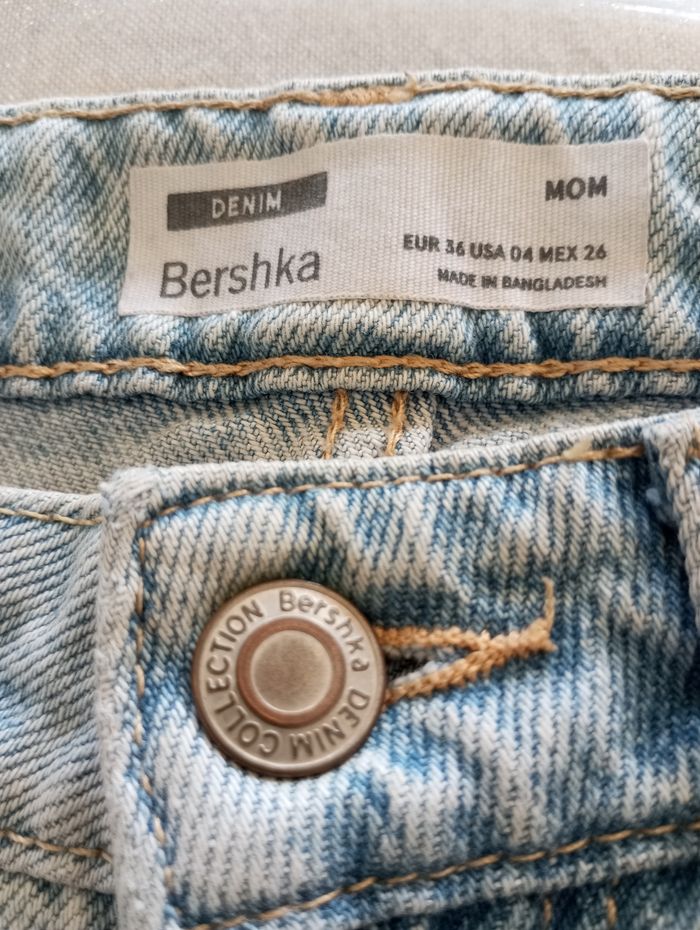 DENIM
Bershka
MOM
EUR 36 USA 04 MEX 26
MADE IN BANGLADESH
Bershka DENIM COLLECTION